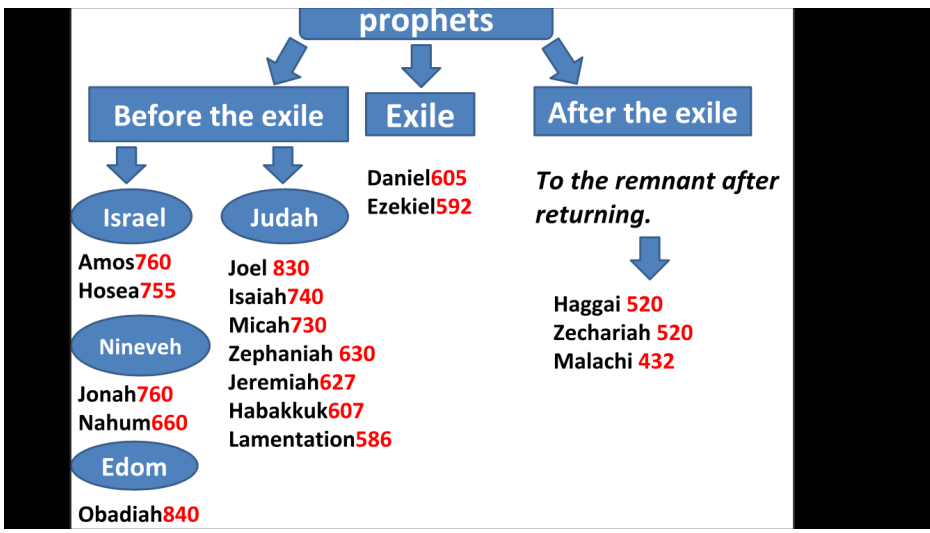 prophets
Before the exile
Exile
After the exile
Israel
Amos760
Hosea755
Nineveh
Jonah760
Nahum660
Edom
Obadiah840
Judah
Joel 830
Isaiah740
Micah730
Zephaniah 630
Jeremiah627
Habakkuk607
Lamentation586
Daniel605
Ezekiel592
To the remnant after
returning.
Haggai 520
Zechariah 520
Malachi 432